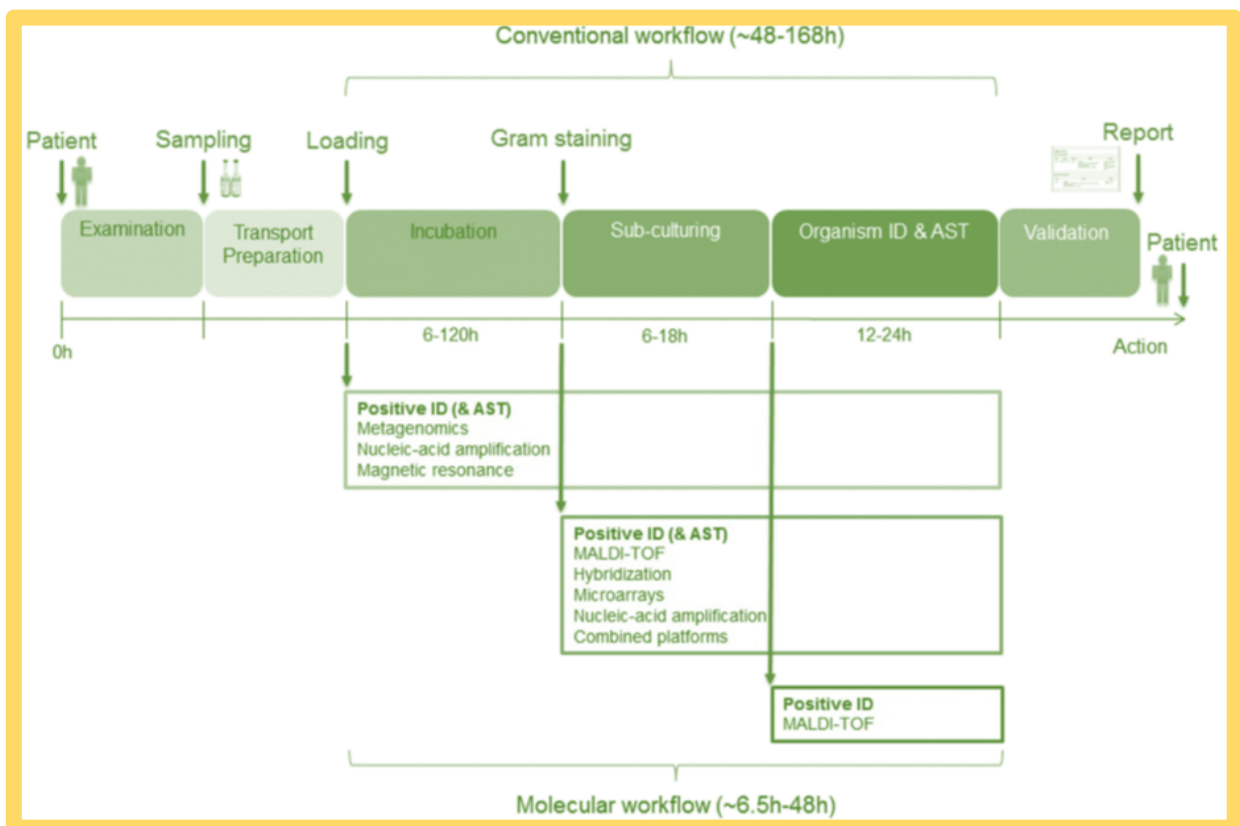 Conventional workflow (~48-168h)
Patient
Sampling
Loading
Gram staining
Report
Examination
Transport
Preparation
Incubation
Sub-culturing
Organism ID & AST
Validation
Patient
0h
6-120h
6-18h
12-24h
Action
Positive ID (& AST)
Metagenomics
Nucleic-acid amplification
Magnetic resonance
Positive ID (& AST)
MALDI-TOF
Hybridization
Microarrays
Nucleic-acid amplification
Combined platforms
Positive ID
MALDI-TOF
Molecular workflow (~6.5h-48h)